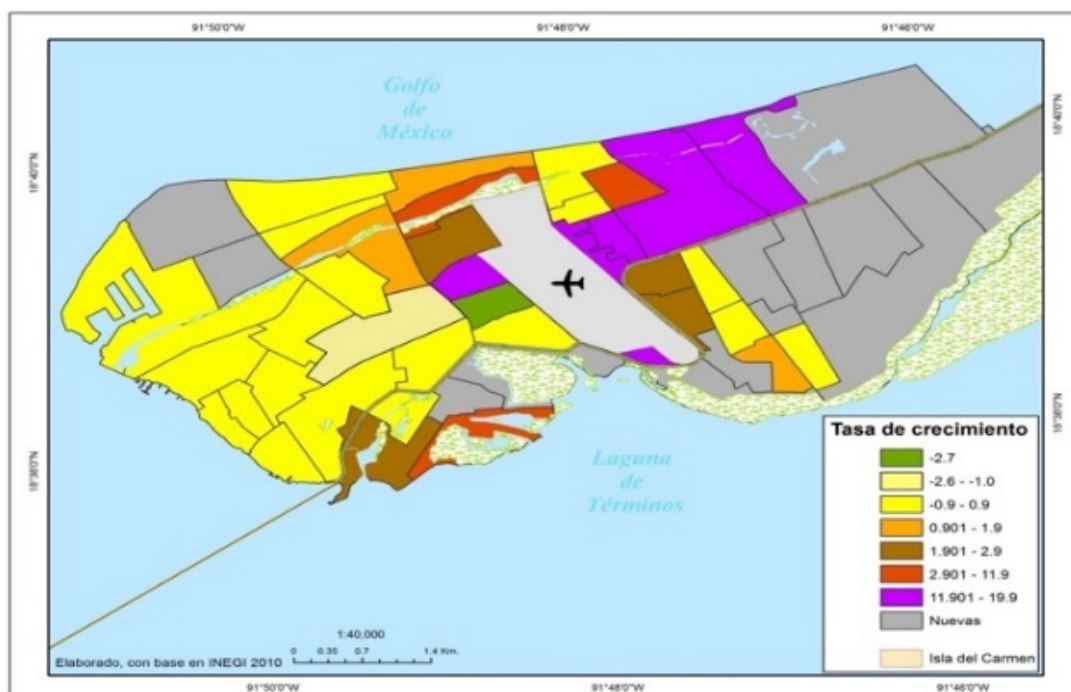 91°50'0"W 91°48'0"W 91°46'0"W
Golfo
de
México
18°40'0"N
18°40'0"N
18°38'0"N
18°38'0"N
Laguna
de
Términos
Tasa de crecimiento
-2.7
-2.6 - -1.0
-0.9 - 0.9
0.901 - 1.9
1.901 - 2.9
2.901 - 11.9
11.901 - 19.9
Nuevas
Isla del Carmen
1:40,000
0 0.35 0.7 1.4 Km.
Elaborado, con base en INEGI 2010
91°50'0"W 91°48'0"W 91°46'0"W